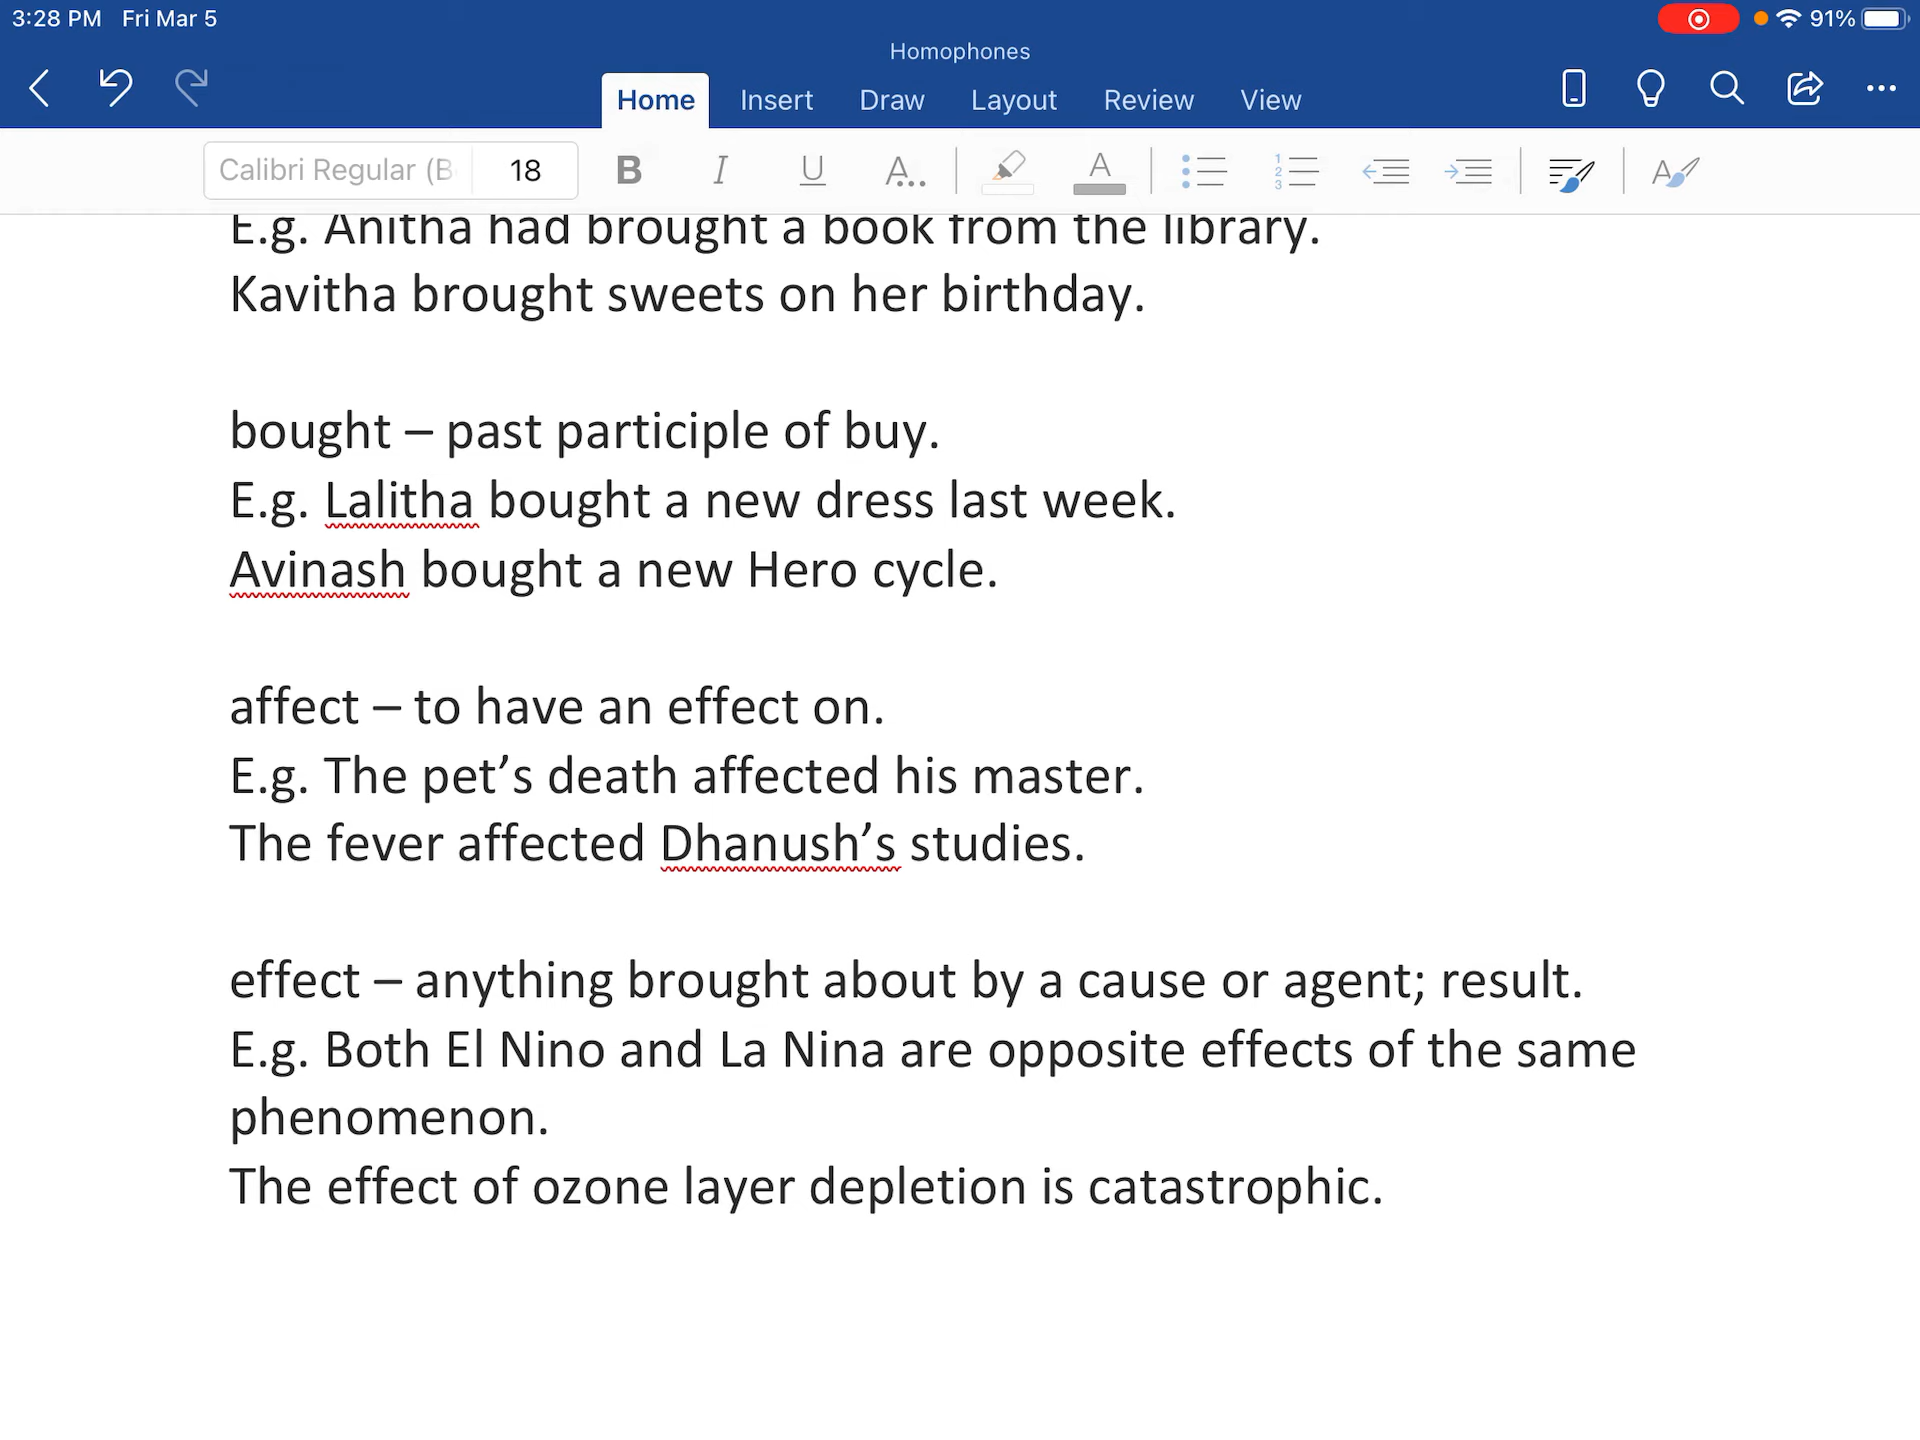 3:28 PM Fri Mar 5
91%
Homophones
Home Insert Draw Layout Review View
Calibri Regular (B 18 B I U A... A A
E.g. Anitha had brought a book from the library.
Kavitha brought sweets on her birthday.
bought – past participle of buy.
E.g. Lalitha bought a new dress last week.
Avinash bought a new Hero cycle.
affect – to have an effect on.
E.g. The pet’s death affected his master.
The fever affected Dhanush’s studies.
effect – anything brought about by a cause or agent; result.
E.g. Both El Nino and La Nina are opposite effects of the same
phenomenon.
The effect of ozone layer depletion is catastrophic.